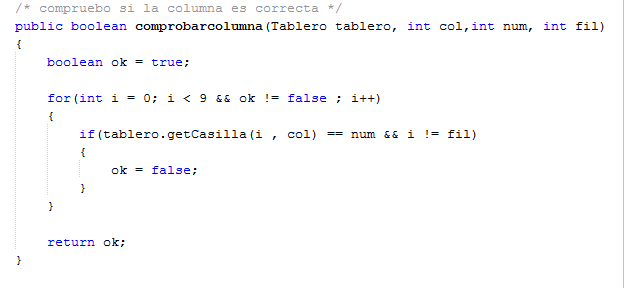 /* compruebo si la columna es correcta */
public boolean comprobarcolumna(Tablero tablero, int col,int num, int fil)
{
boolean ok = true;
for(int i = 0; i < 9 && ok != false ; i++)
{
if(tablero.getCasilla(i , col) == num && i != fil)
{
ok = false;
}
}
return ok;
}